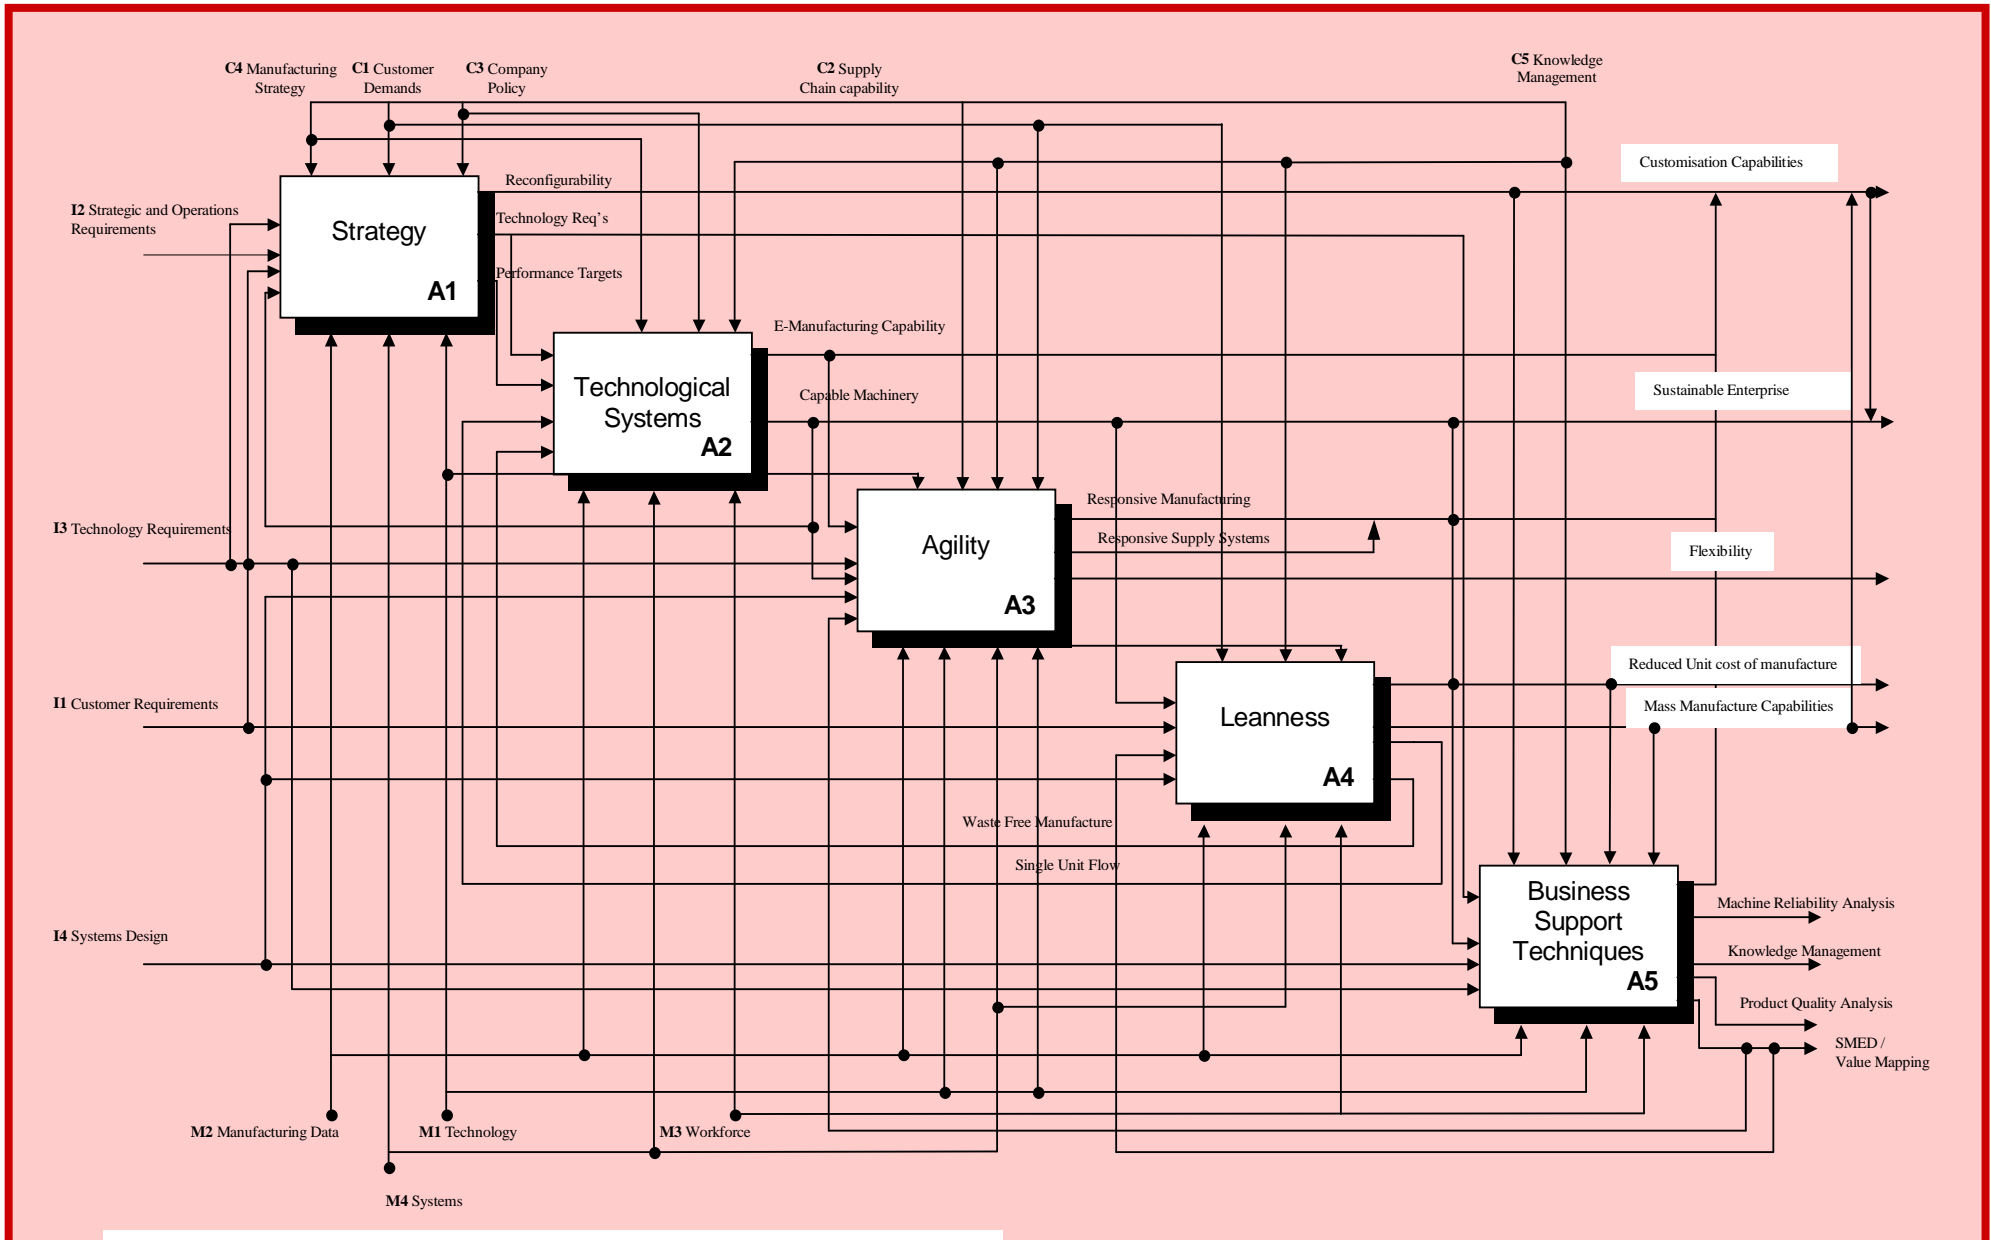 C4 Manufacturing
Strategy
C1 Customer
Demands
C3 Company
Policy
C2 Supply
Chain capability
C5 Knowledge
Management
Customisation Capabilities
Reconfigurability
I2 Strategic and Operations
Requirements
Strategy
A1
Technology Req's
Performance Targets
E-Manufacturing Capability
Technological
Systems
A2
Capable Machinery
Sustainable Enterprise
Responsive Manufacturing
I3 Technology Requirements
Agility
A3
Responsive Supply Systems
Flexibility
Reduced Unit cost of manufacture
I1 Customer Requirements
Leanness
A4
Mass Manufacture Capabilities
Waste Free Manufacture
Single Unit Flow
Business
Support
Techniques
A5
Machine Reliability Analysis
I4 Systems Design
Knowledge Management
Product Quality Analysis
SMED /
Value Mapping
M2 Manufacturing Data
M1 Technology
M3 Workforce
M4 Systems